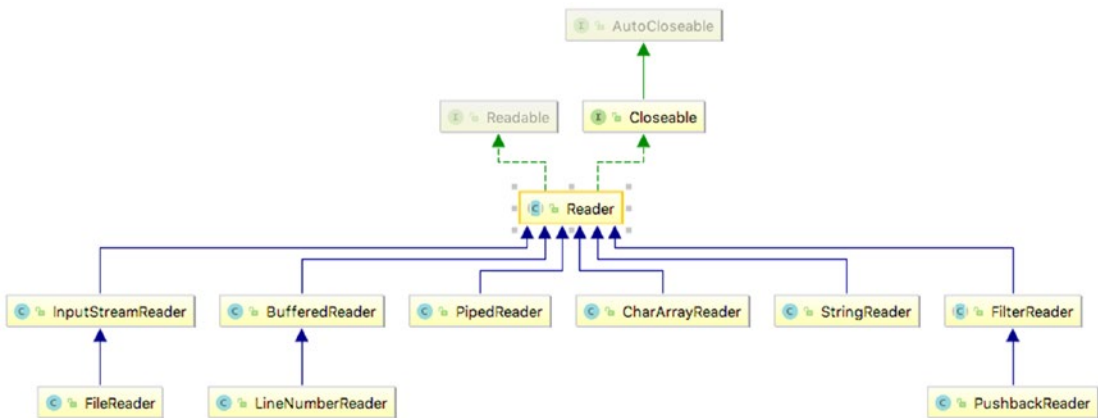 AutoCloseable
Readable
Closeable
Reader
InputStreamReader
BufferedReader
PipedReader
CharArrayReader
StringReader
FilterReader
FileReader
LineNumberReader
PushbackReader